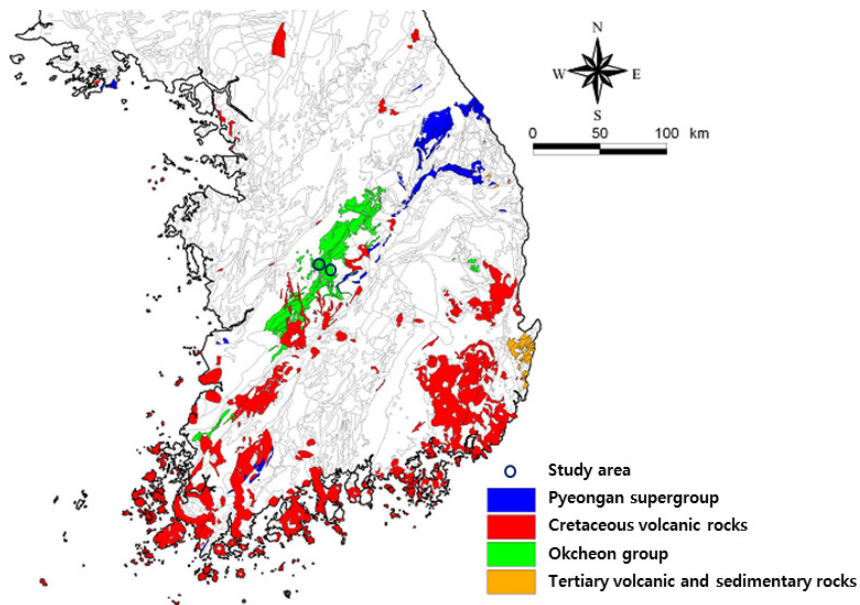 N
W E
S
0 50 100 km
Study area
Pyeongan supergroup
Cretaceous volcanic rocks
Okcheon group
Tertiary volcanic and sedimentary rocks